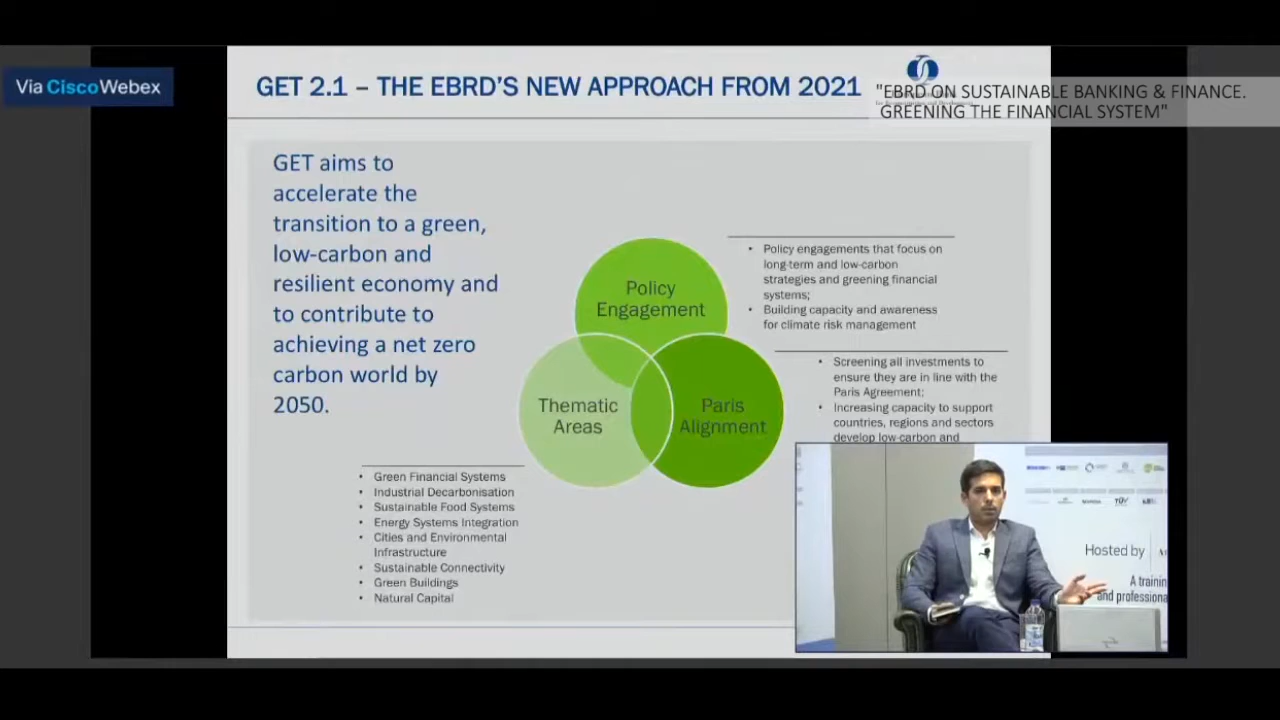 Via CiscoWebex
GET 2.1 – THE EBRD'S NEW APPROACH FROM 2021
"EBRD ON SUSTAINABLE BANKING & FINANCE.
GREENING THE FINANCIAL SYSTEM"
GET aims to
accelerate the
transition to a green,
low-carbon and
resilient economy and
to contribute to
achieving a net zero
carbon world by
2050.
Policy
Engagement
Thematic
Areas
Paris
Alignment
• Policy engagements that focus on
long-term and low-carbon
strategies and greening financial
systems;
• Building capacity and awareness
for climate risk management
• Screening all investments to
ensure they are in line with the
Paris Agreement;
• Increasing capacity to support
countries, regions and sectors
develop low-carbon and
• Green Financial Systems
• Industrial Decarbonisation
• Sustainable Food Systems
• Energy Systems Integration
• Cities and Environmental
Infrastructure
• Sustainable Connectivity
• Green Buildings
• Natural Capital
TÜV
Hosted by
A training
and professional